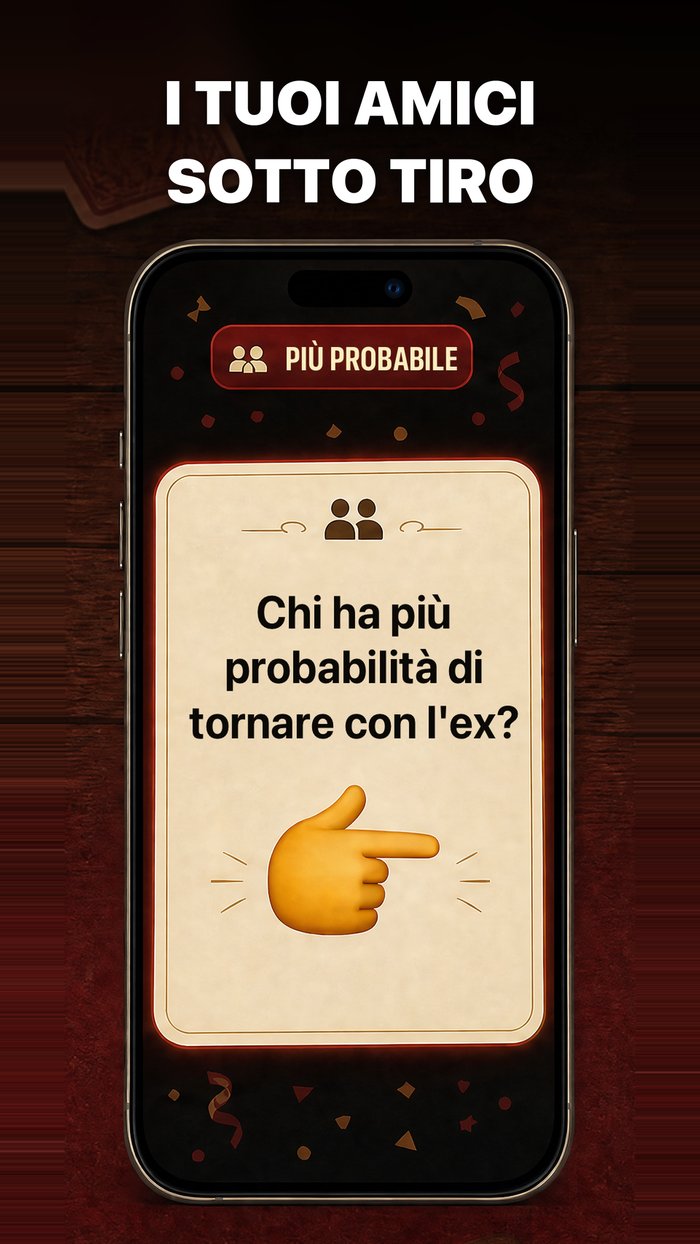 I TUOI AMICI
SOTTO TIRO
PIÙ PROBABILE
Chi ha più
probabilità di
tornare con l'ex?